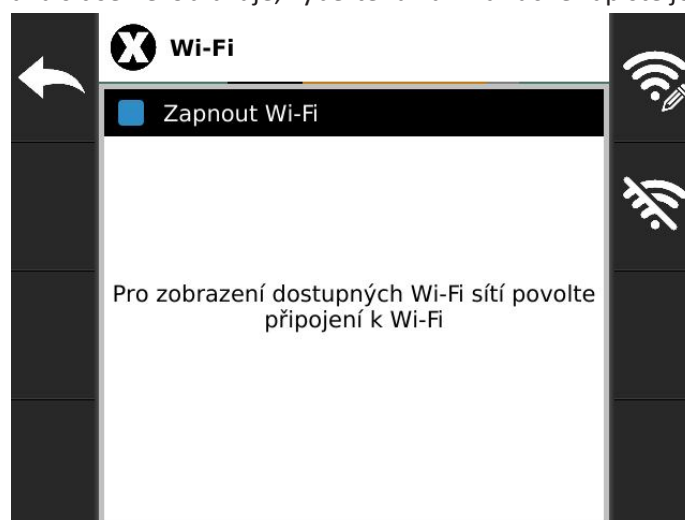 Wi-Fi
Zapnout Wi-Fi
Pro zobrazení dostupných Wi-Fi sítí povolte
připojení k Wi-Fi